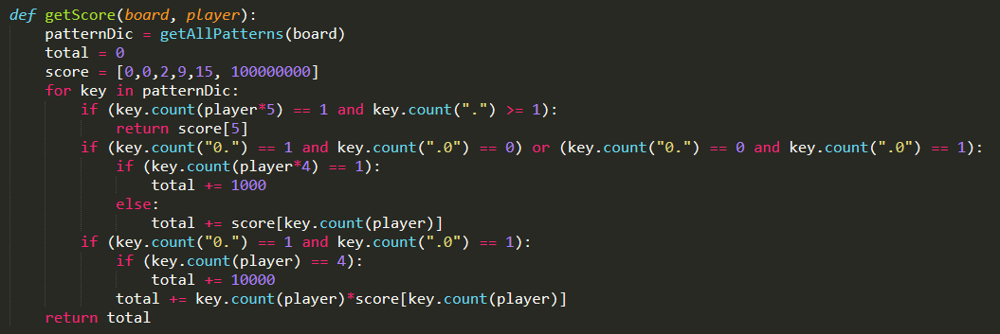 def getScore(board, player):
    patternDic = getAllPatterns(board)
    total = 0
    score = [0,0,2,9,15, 100000000]
    for key in patternDic:
        if (key.count(player*5) == 1 and key.count(".") >= 1):
            return score[5]
        if (key.count("0.") == 1 and key.count(".0") == 0) or (key.count("0.") == 0 and key.count(".0") == 1):
            if (key.count(player*4) == 1):
                total += 1000
            else:
                total += score[key.count(player)]
        if (key.count("0.") == 1 and key.count(".0") == 1):
            if (key.count(player) == 4):
                total += 10000
            total += key.count(player)*score[key.count(player)]
    return total